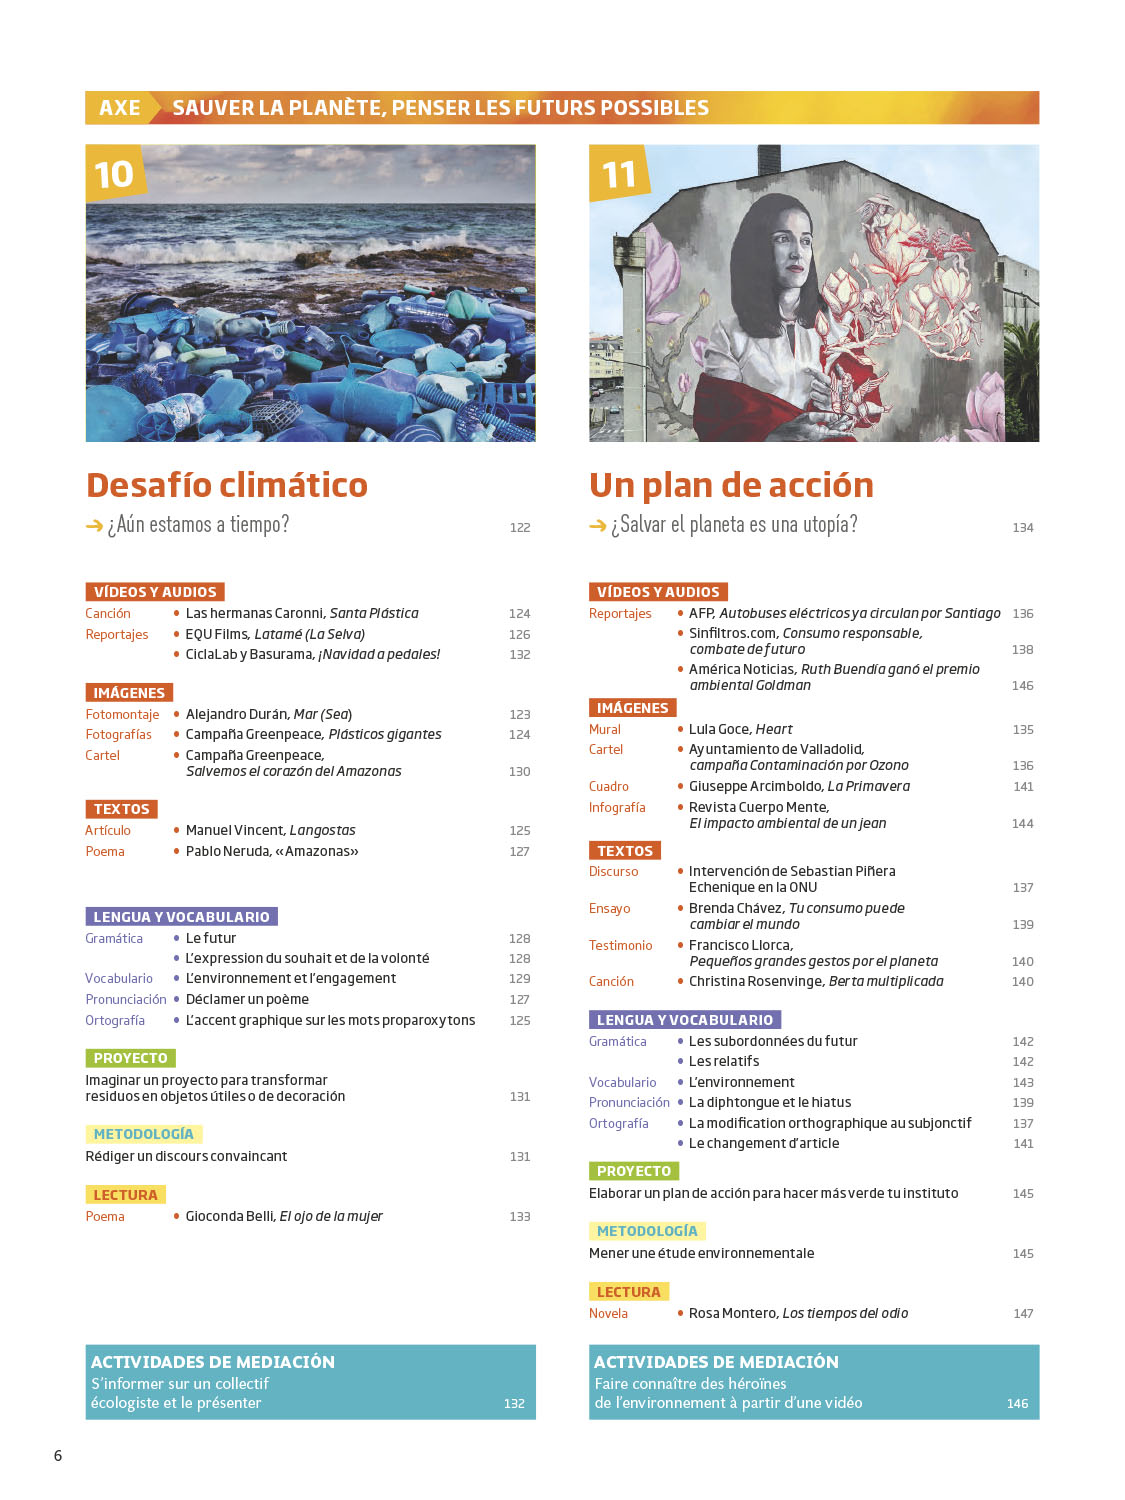 AXE SAUVER LA PLANÈTE, PENSER LES FUTURS POSSIBLES
10
Desafío climático
➔ ¿Aún estamos a tiempo? 122
VÍDEOS Y AUDIOS
Canción • Las hermanas Caronni, Santa Plástica 124
Reportajes • EQU Films, Latamé (La Selva) 126
• CiclaLab y Basurama, ¡Navidad a pedales! 132
IMÁGENES
Fotomontaje • Alejandro Durán, Mar (Sea) 123
Fotografías • Campaña Greenpeace, Plásticos gigantes 124
Cartel • Campaña Greenpeace,
Salvemos el corazón del Amazonas 130
TEXTOS
Artículo • Manuel Vincent, Langostas 125
Poema • Pablo Neruda, «Amazonas» 127
LENGUA Y VOCABULARIO
Gramática • Le futur 128
• L'expression du souhait et de la volonté 128
Vocabulario • L'environnement et l'engagement 129
Pronunciación • Déclamer un poème 127
Ortografía • L'accent graphique sur les mots proparoxytons 125
PROYECTO
Imaginar un proyecto para transformar
residuos en objetos útiles o de decoración 131
METODOLOGÍA
Rédiger un discours convaincant 131
LECTURA
Poema • Gioconda Belli, El ojo de la mujer 133
ACTIVIDADES DE MEDIACIÓN
S'informer sur un collectif
écologiste et le présenter 132
11
Un plan de acción
➔ ¿Salvar el planeta es una utopía? 134
VÍDEOS Y AUDIOS
Reportajes • AFP, Autobuses eléctricos ya circulan por Santiago 136
• Sinfiltros.com, Consumo responsable,
combate de futuro 138
• América Noticias, Ruth Buendía ganó el premio
ambiental Goldman 146
IMÁGENES
Mural • Lula Goce, Heart 135
Cartel • Ayuntamiento de Valladolid,
campaña Contaminación por Ozono 136
Cuadro • Giuseppe Arcimboldo, La Primavera 141
Infografía • Revista Cuerpo Mente,
El impacto ambiental de un jean 144
TEXTOS
Discurso • Intervención de Sebastian Piñera
Echenique en la ONU 137
Ensayo • Brenda Chávez, Tu consumo puede
cambiar el mundo 139
Testimonio • Francisco Llorca,
Pequeños grandes gestos por el planeta 140
Canción • Christina Rosenvinge, Berta multiplicada 140
LENGUA Y VOCABULARIO
Gramática • Les subordonnées du futur 142
• Les relatifs 142
Vocabulario • L'environnement 143
Pronunciación • La diphtongue et le hiatus 139
Ortografía • La modification orthographique au subjonctif 137
• Le changement d'article 141
PROYECTO
Elaborar un plan de acción para hacer más verde tu instituto 145
METODOLOGÍA
Mener une étude environnementale 145
LECTURA
Novela • Rosa Montero, Los tiempos del odio 147
ACTIVIDADES DE MEDIACIÓN
Faire connaître des héroïnes
de l'environnement à partir d'une vidéo 146
6